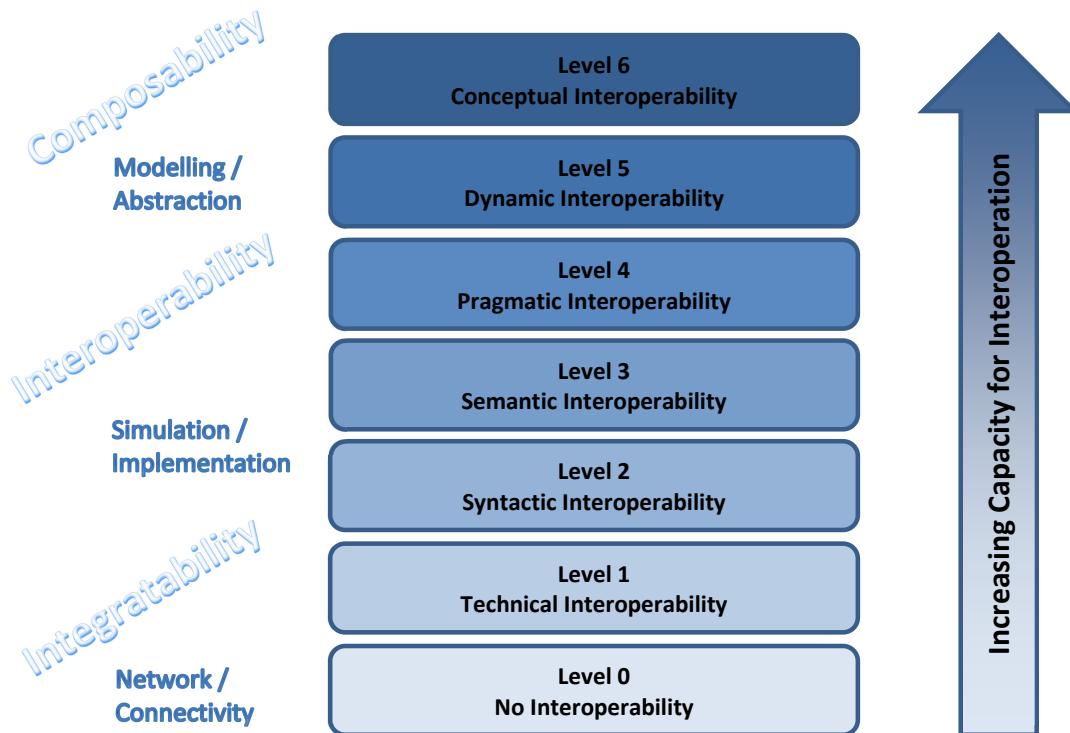 Composability
Level 6
Conceptual Interoperability
Modelling /
Abstraction
Level 5
Dynamic Interoperability
Interoperability
Level 4
Pragmatic Interoperability
Level 3
Semantic Interoperability
Simulation /
Implementation
Level 2
Syntactic Interoperability
Integratability
Level 1
Technical Interoperability
Network /
Connectivity
Level 0
No Interoperability
Increasing Capacity for Interoperation